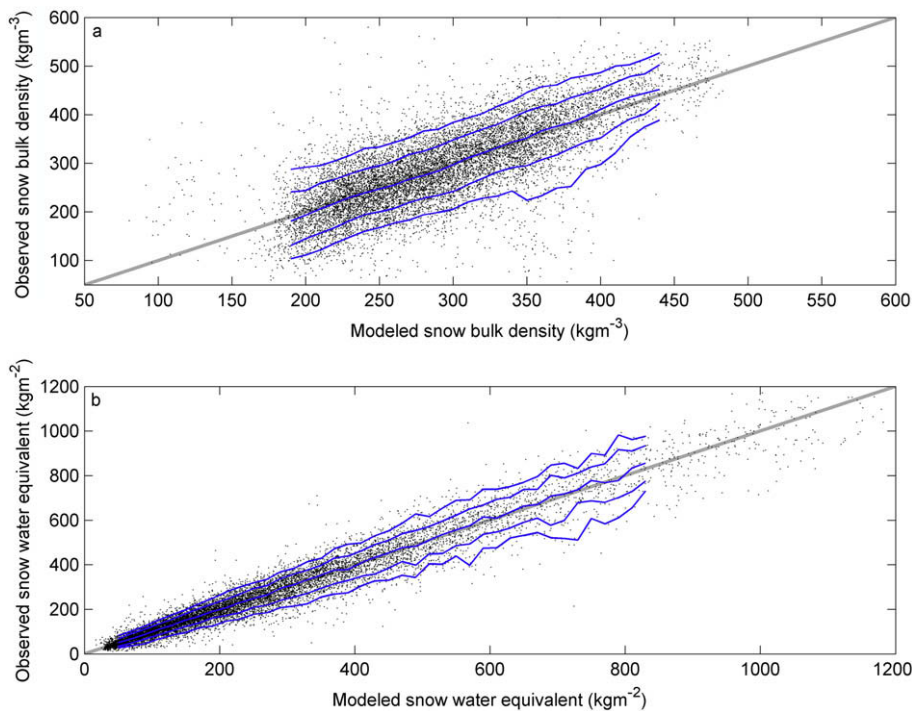 600
a
500
400
300
200
100
50 100 150 200 250 300 350 400 450 500 550 600
Observed snow bulk density (kgm-3)
Modeled snow bulk density (kgm-3)
1200
b
1000
800
600
400
200
0
0 200 400 600 800 1000 1200
Observed snow water equivalent (kgm-2)
Modeled snow water equivalent (kgm-2)